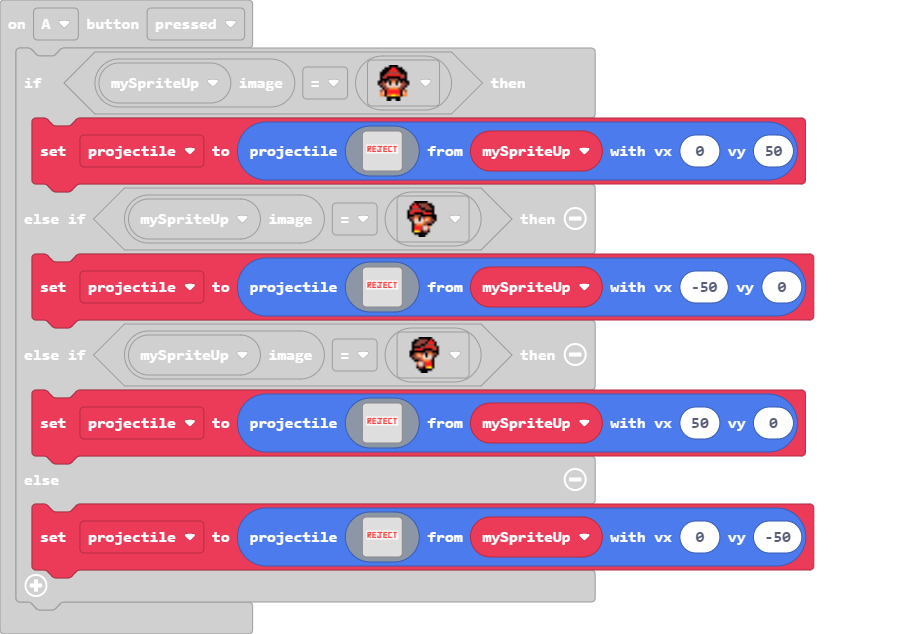 on A button pressed
if mySpriteUp image = then
set projectile to projectile REJECT from mySpriteUp with vx 0 vy 50
else if mySpriteUp image = then
set projectile to projectile REJECT from mySpriteUp with vx -50 vy 0
else if mySpriteUp image = then
set projectile to projectile REJECT from mySpriteUp with vx 50 vy 0
else
set projectile to projectile REJECT from mySpriteUp with vx 0 vy -50